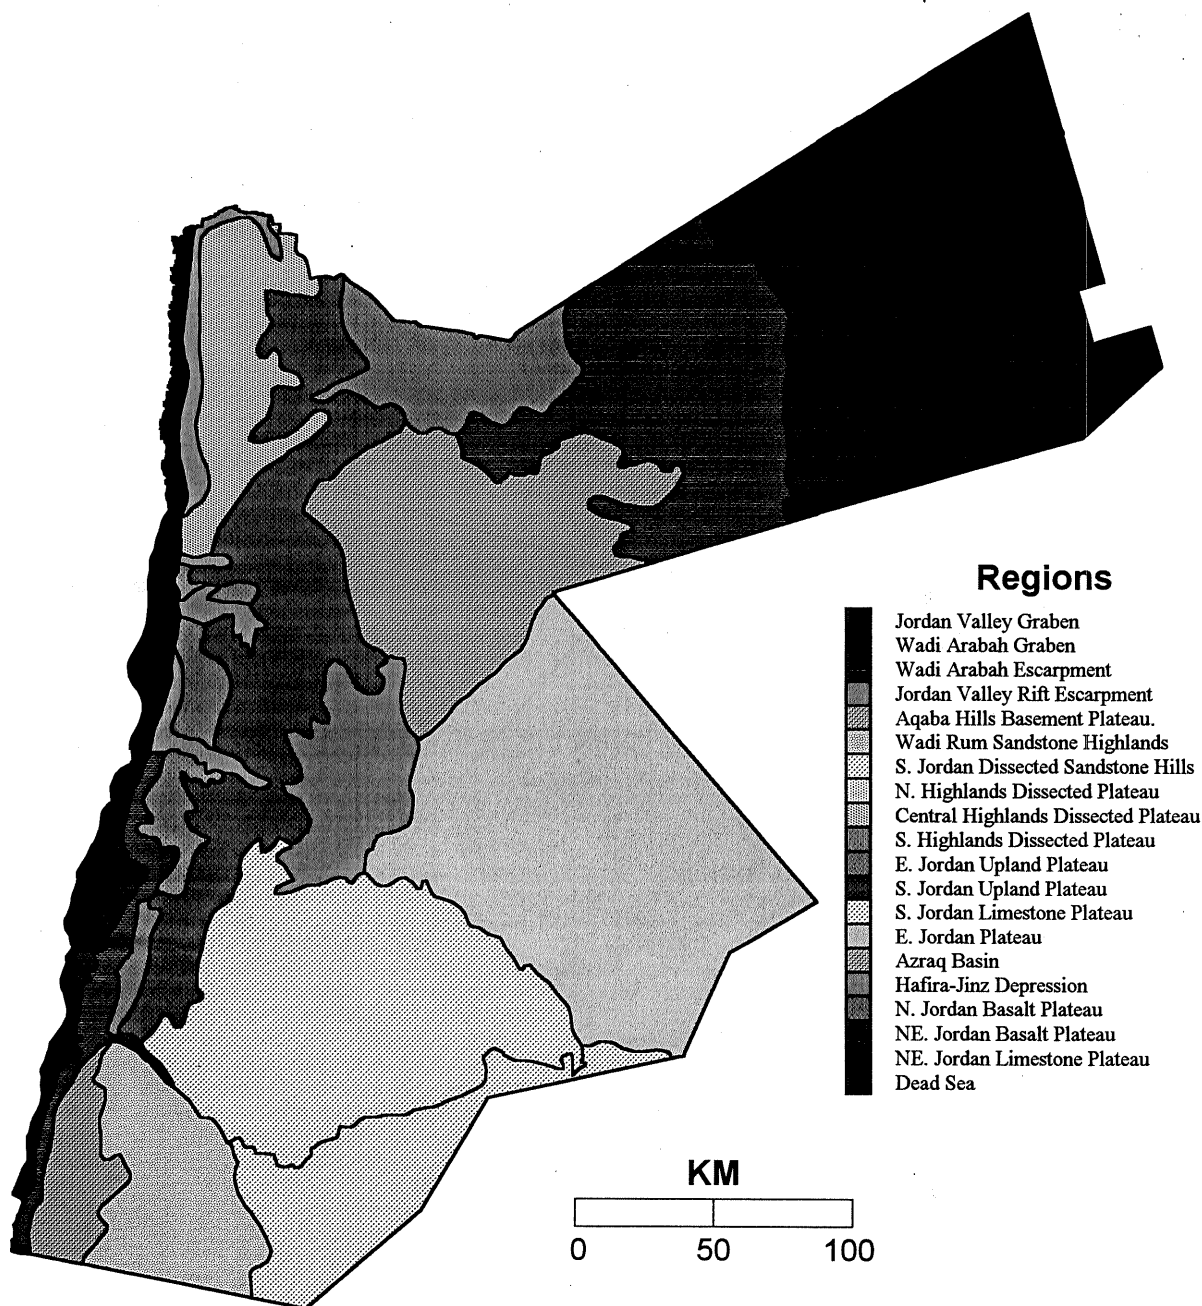 Regions
Jordan Valley Graben
Wadi Arabah Graben
Wadi Arabah Escarpment
Jordan Valley Rift Escarpment
Aqaba Hills Basement Plateau.
Wadi Rum Sandstone Highlands
S. Jordan Dissected Sandstone Hills
N. Highlands Dissected Plateau
Central Highlands Dissected Plateau
S. Highlands Dissected Plateau
E. Jordan Upland Plateau
S. Jordan Upland Plateau
S. Jordan Limestone Plateau
E. Jordan Plateau
Azraq Basin
Hafira-Jinz Depression
N. Jordan Basalt Plateau
NE. Jordan Basalt Plateau
NE. Jordan Limestone Plateau
Dead Sea
KM
0 50 100